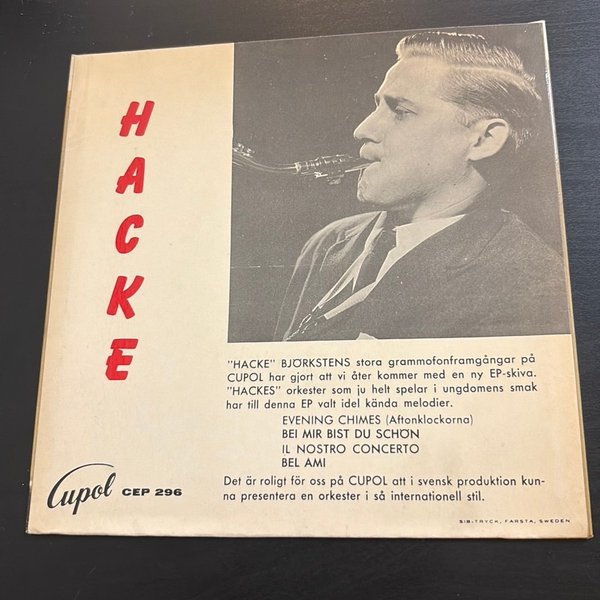 HACKE
"HACKE" BJÖRKSTENS stora grammofonframgångar på
CUPOL har gjort att vi åter kommer med en ny EP-skiva.
"HACKES" orkester som ju helt spelar i ungdomens smak
har till denna EP valt idel kända melodier.
EVENING CHIMES (Aftonklockorna)
BEI MIR BIST DU SCHÖN
IL NOSTRO CONCERTO
BEL AMI
Det är roligt för oss på CUPOL att i svensk produktion kun-
na presentera en orkester i så internationell stil.
Cupol CEP 296
SIB-TRYCK, FARSTA, SWEDEN